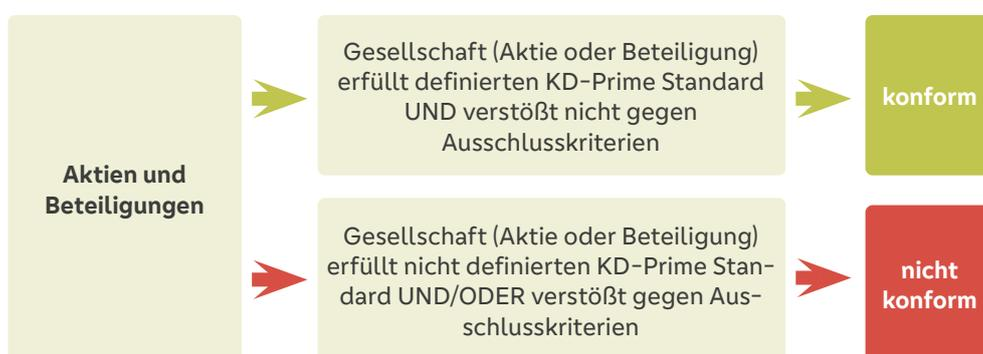 Aktien und
Beteiligungen
Gesellschaft (Aktie oder Beteiligung)
erfüllt definierten KD-Prime Standard
UND verstößt nicht gegen
Ausschlusskriterien
konform
Gesellschaft (Aktie oder Beteiligung)
erfüllt nicht definierten KD-Prime Stan-
dard UND/ODER verstößt gegen Aus-
schlusskriterien
nicht
konform